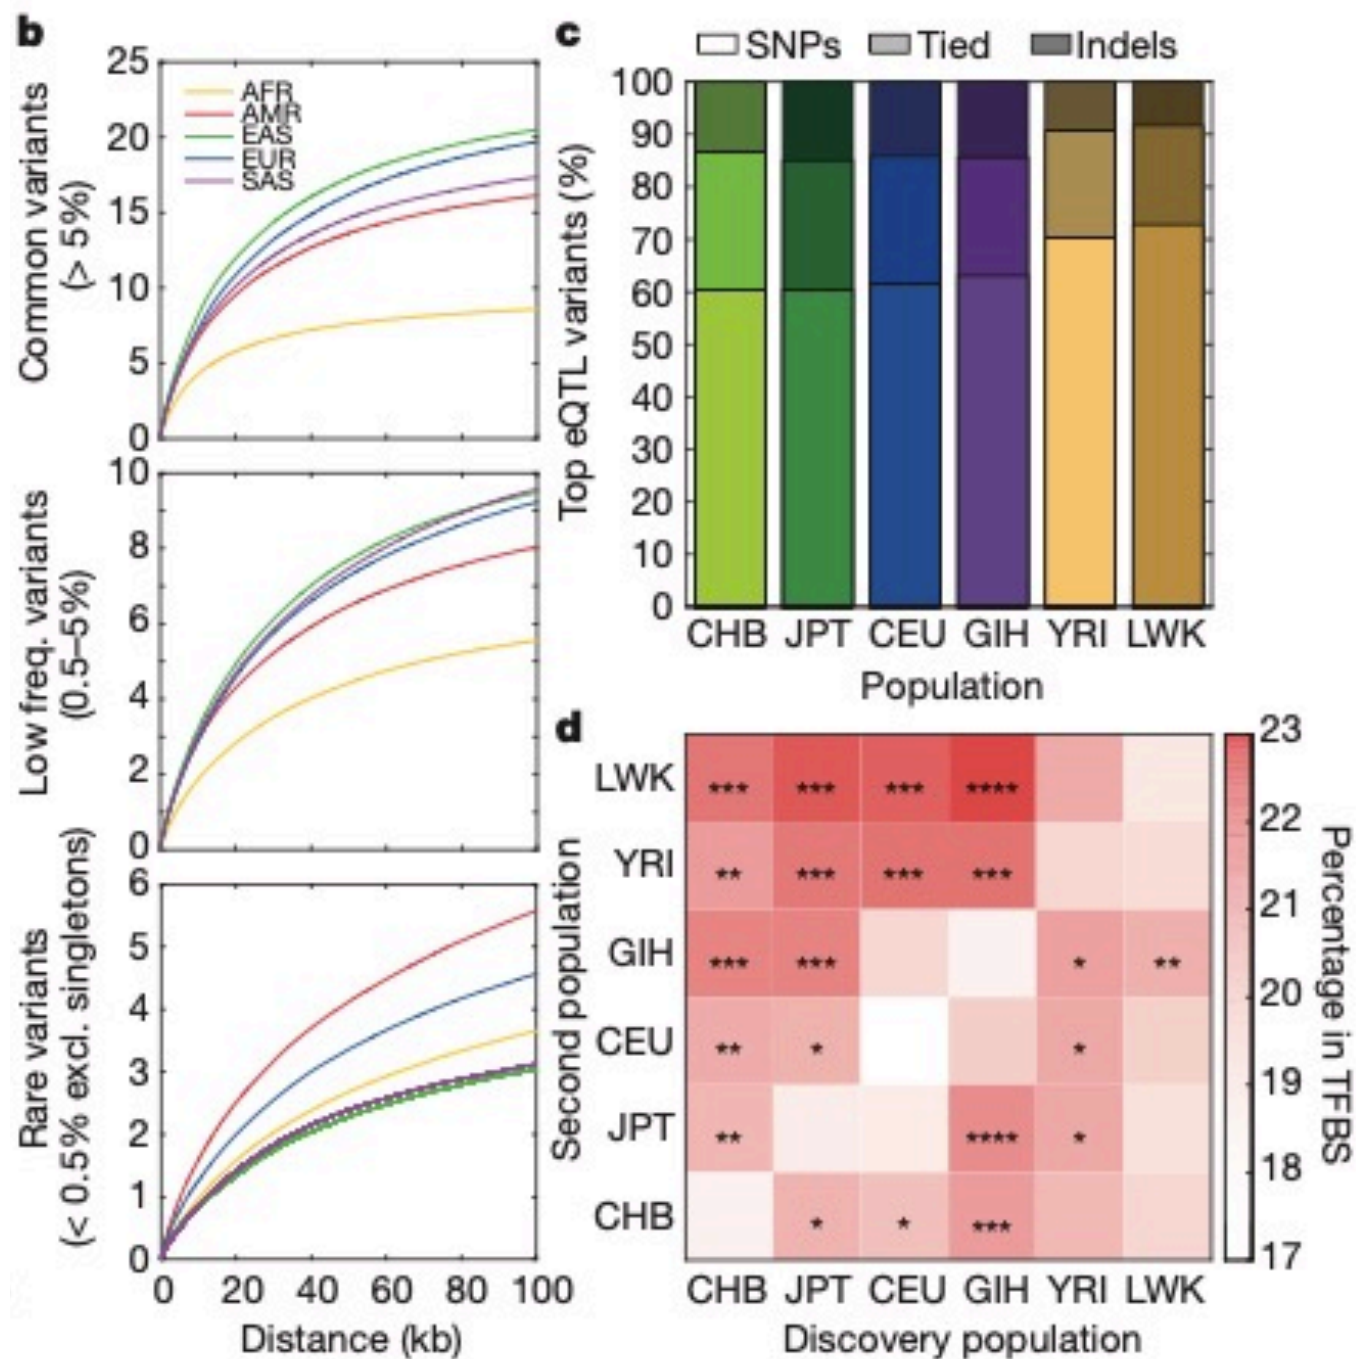 b
Common variants
(> 5%)
25
20
15
10
5
0
AFR
AMR
EAS
EUR
SAS
Low freq. variants
(0.5–5%)
10
8
6
4
2
0
Rare variants
(< 0.5% excl. singletons)
6
5
4
3
2
1
0
0 20 40 60 80 100
Distance (kb)
c
SNPs Tied Indels
Top eQTL variants (%)
100
90
80
70
60
50
40
30
20
10
0
CHB JPT CEU GIH YRI LWK
Population
d
Second population
LWK *** *** *** ****
YRI ** *** *** ***
GIH *** *** * **
CEU ** * *
JPT ** **** *
CHB * * ***
CHB JPT CEU GIH YRI LWK
Discovery population
23
22
21
20
19
18
17
Percentage in TFBS